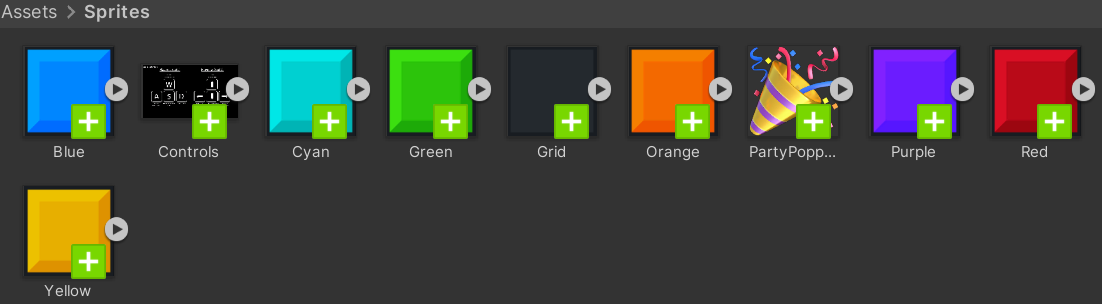 Assets > Sprites
W
A S D
Blue
Controls
Cyan
Green
Grid
Orange
PartyPopp...
Purple
Red
Yellow